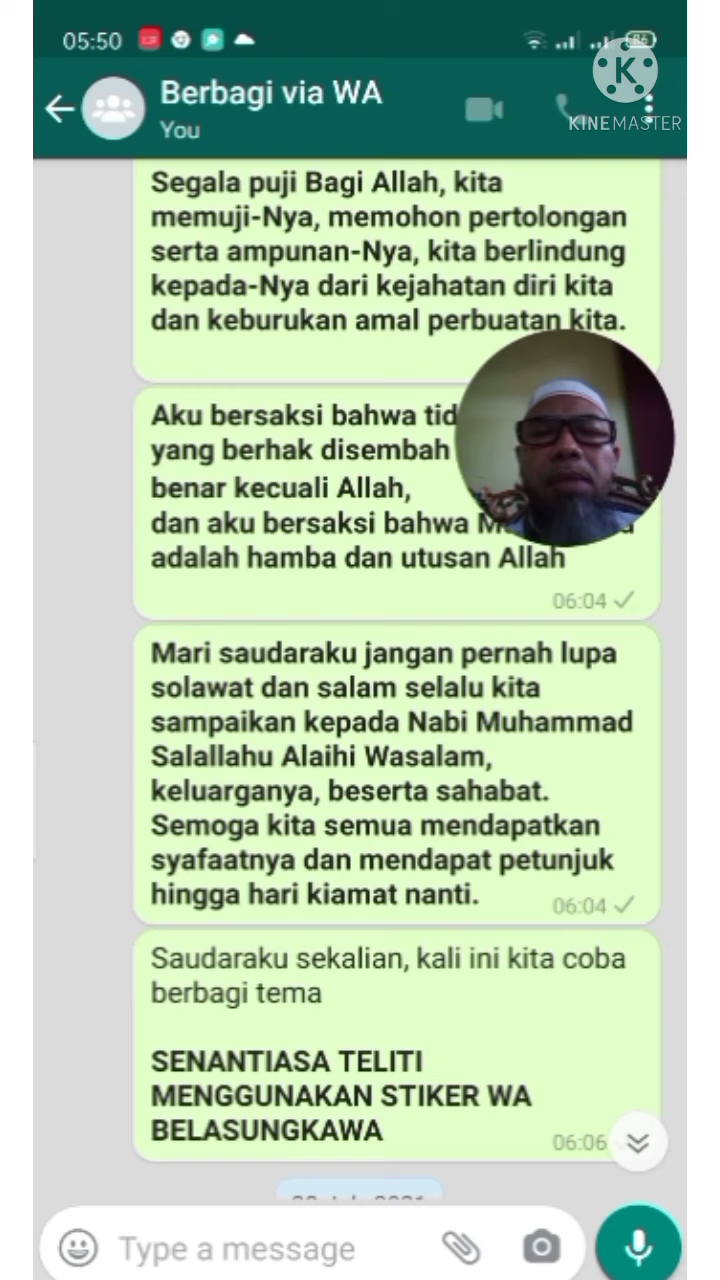 05:50
86
K
KINEMASTER
Berbagi via WA
You
Segala puji Bagi Allah, kita
memuji-Nya, memohon pertolongan
serta ampunan-Nya, kita berlindung
kepada-Nya dari kejahatan diri kita
dan keburukan amal perbuatan kita.
Aku bersaksi bahwa
yang berhak disembah
benar kecuali Allah,
dan aku bersaksi bahwa
adalah hamba dan utusan Allah
06:04
Mari saudaraku jangan pernah lupa
solawat dan salam selalu kita
sampaikan kepada Nabi Muhammad
Salallahu Alaihi Wasalam,
keluarganya, beserta sahabat.
Semoga kita semua mendapatkan
syafaatnya dan mendapat petunjuk
hingga hari kiamat nanti.
06:04
Saudaraku sekalian, kali ini kita coba
berbagi tema
SENANTIASA TELITI
MENGGUNAKAN STIKER WA
BELASUNGKAWA
06:06
Type a message